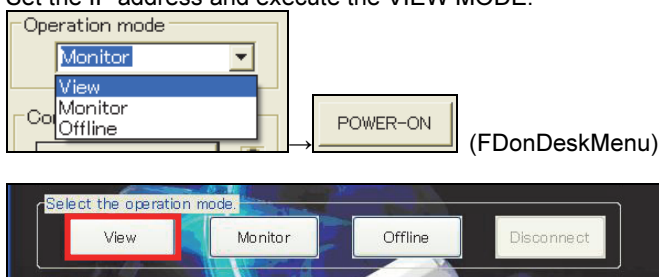 Set the IP address and execute the VIEW MODE.
Operation mode
Monitor
View
Monitor
Offline
→ POWER-ON (FDonDeskMenu)
Select the operation mode.
View Monitor Offline Disconnect